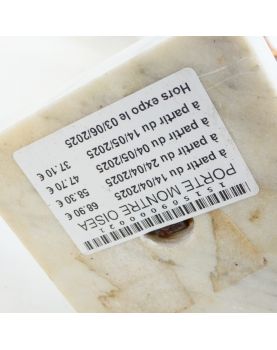 1515090000021
PORTE MONTRE OISEA
à partir du 14/04/2025 68.90 €
à partir du 24/04/2025 58.30 €
à partir du 04/05/2025 47.70 €
à partir du 14/05/2025 37.10 €
Hors expo le 03/06/2025